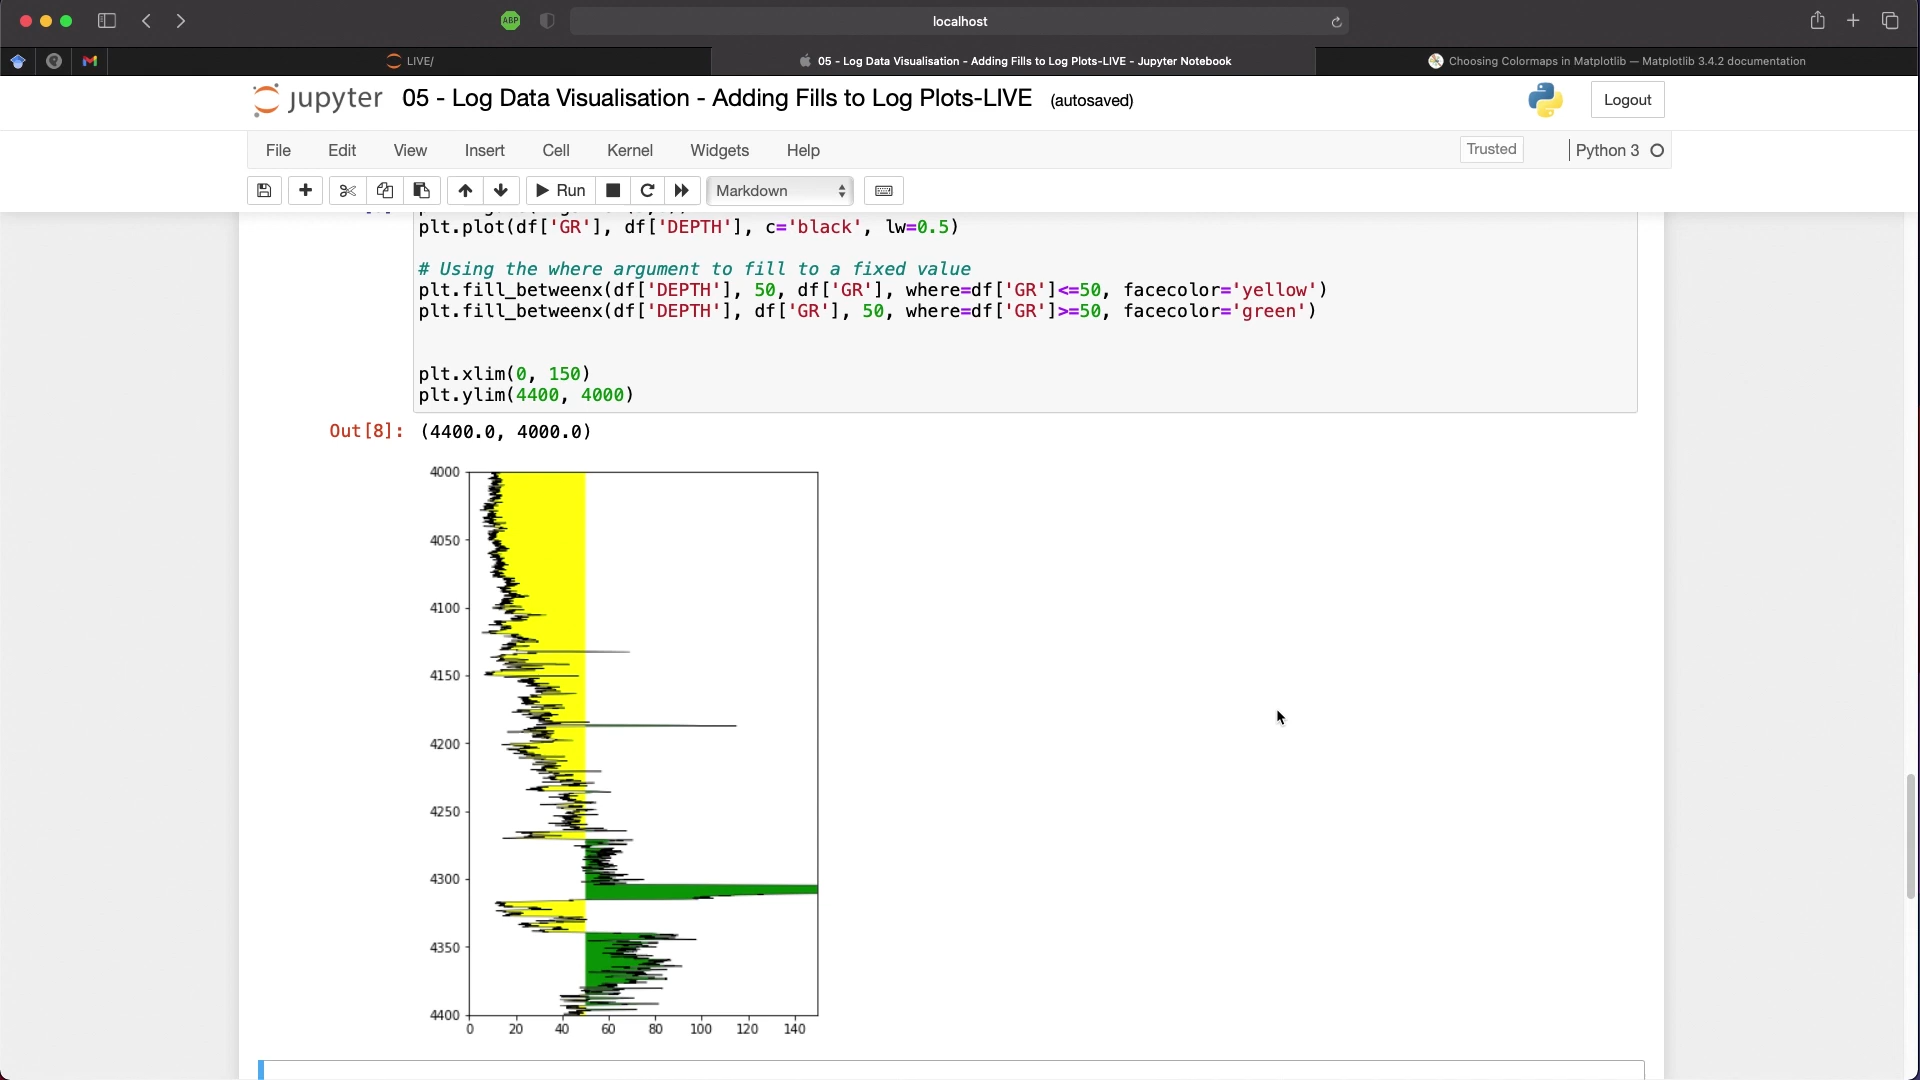 ABP
localhost
LIVE/
05 - Log Data Visualisation - Adding Fills to Log Plots-LIVE - Jupyter Notebook
Choosing Colormaps in Matplotlib — Matplotlib 3.4.2 documentation
jupyter 05 - Log Data Visualisation - Adding Fills to Log Plots-LIVE (autosaved)
Logout
File Edit View Insert Cell Kernel Widgets Help
Trusted
Python 3
Run
Markdown
plt.plot(df['GR'], df['DEPTH'], c='black', lw=0.5)
# Using the where argument to fill to a fixed value
plt.fill_betweenx(df['DEPTH'], 50, df['GR'], where=df['GR']<=50, facecolor='yellow')
plt.fill_betweenx(df['DEPTH'], df['GR'], 50, where=df['GR']>=50, facecolor='green')
plt.xlim(0, 150)
plt.ylim(4400, 4000)
Out[8]: (4400.0, 4000.0)
4000
4050
4100
4150
4200
4250
4300
4350
4400
0 20 40 60 80 100 120 140